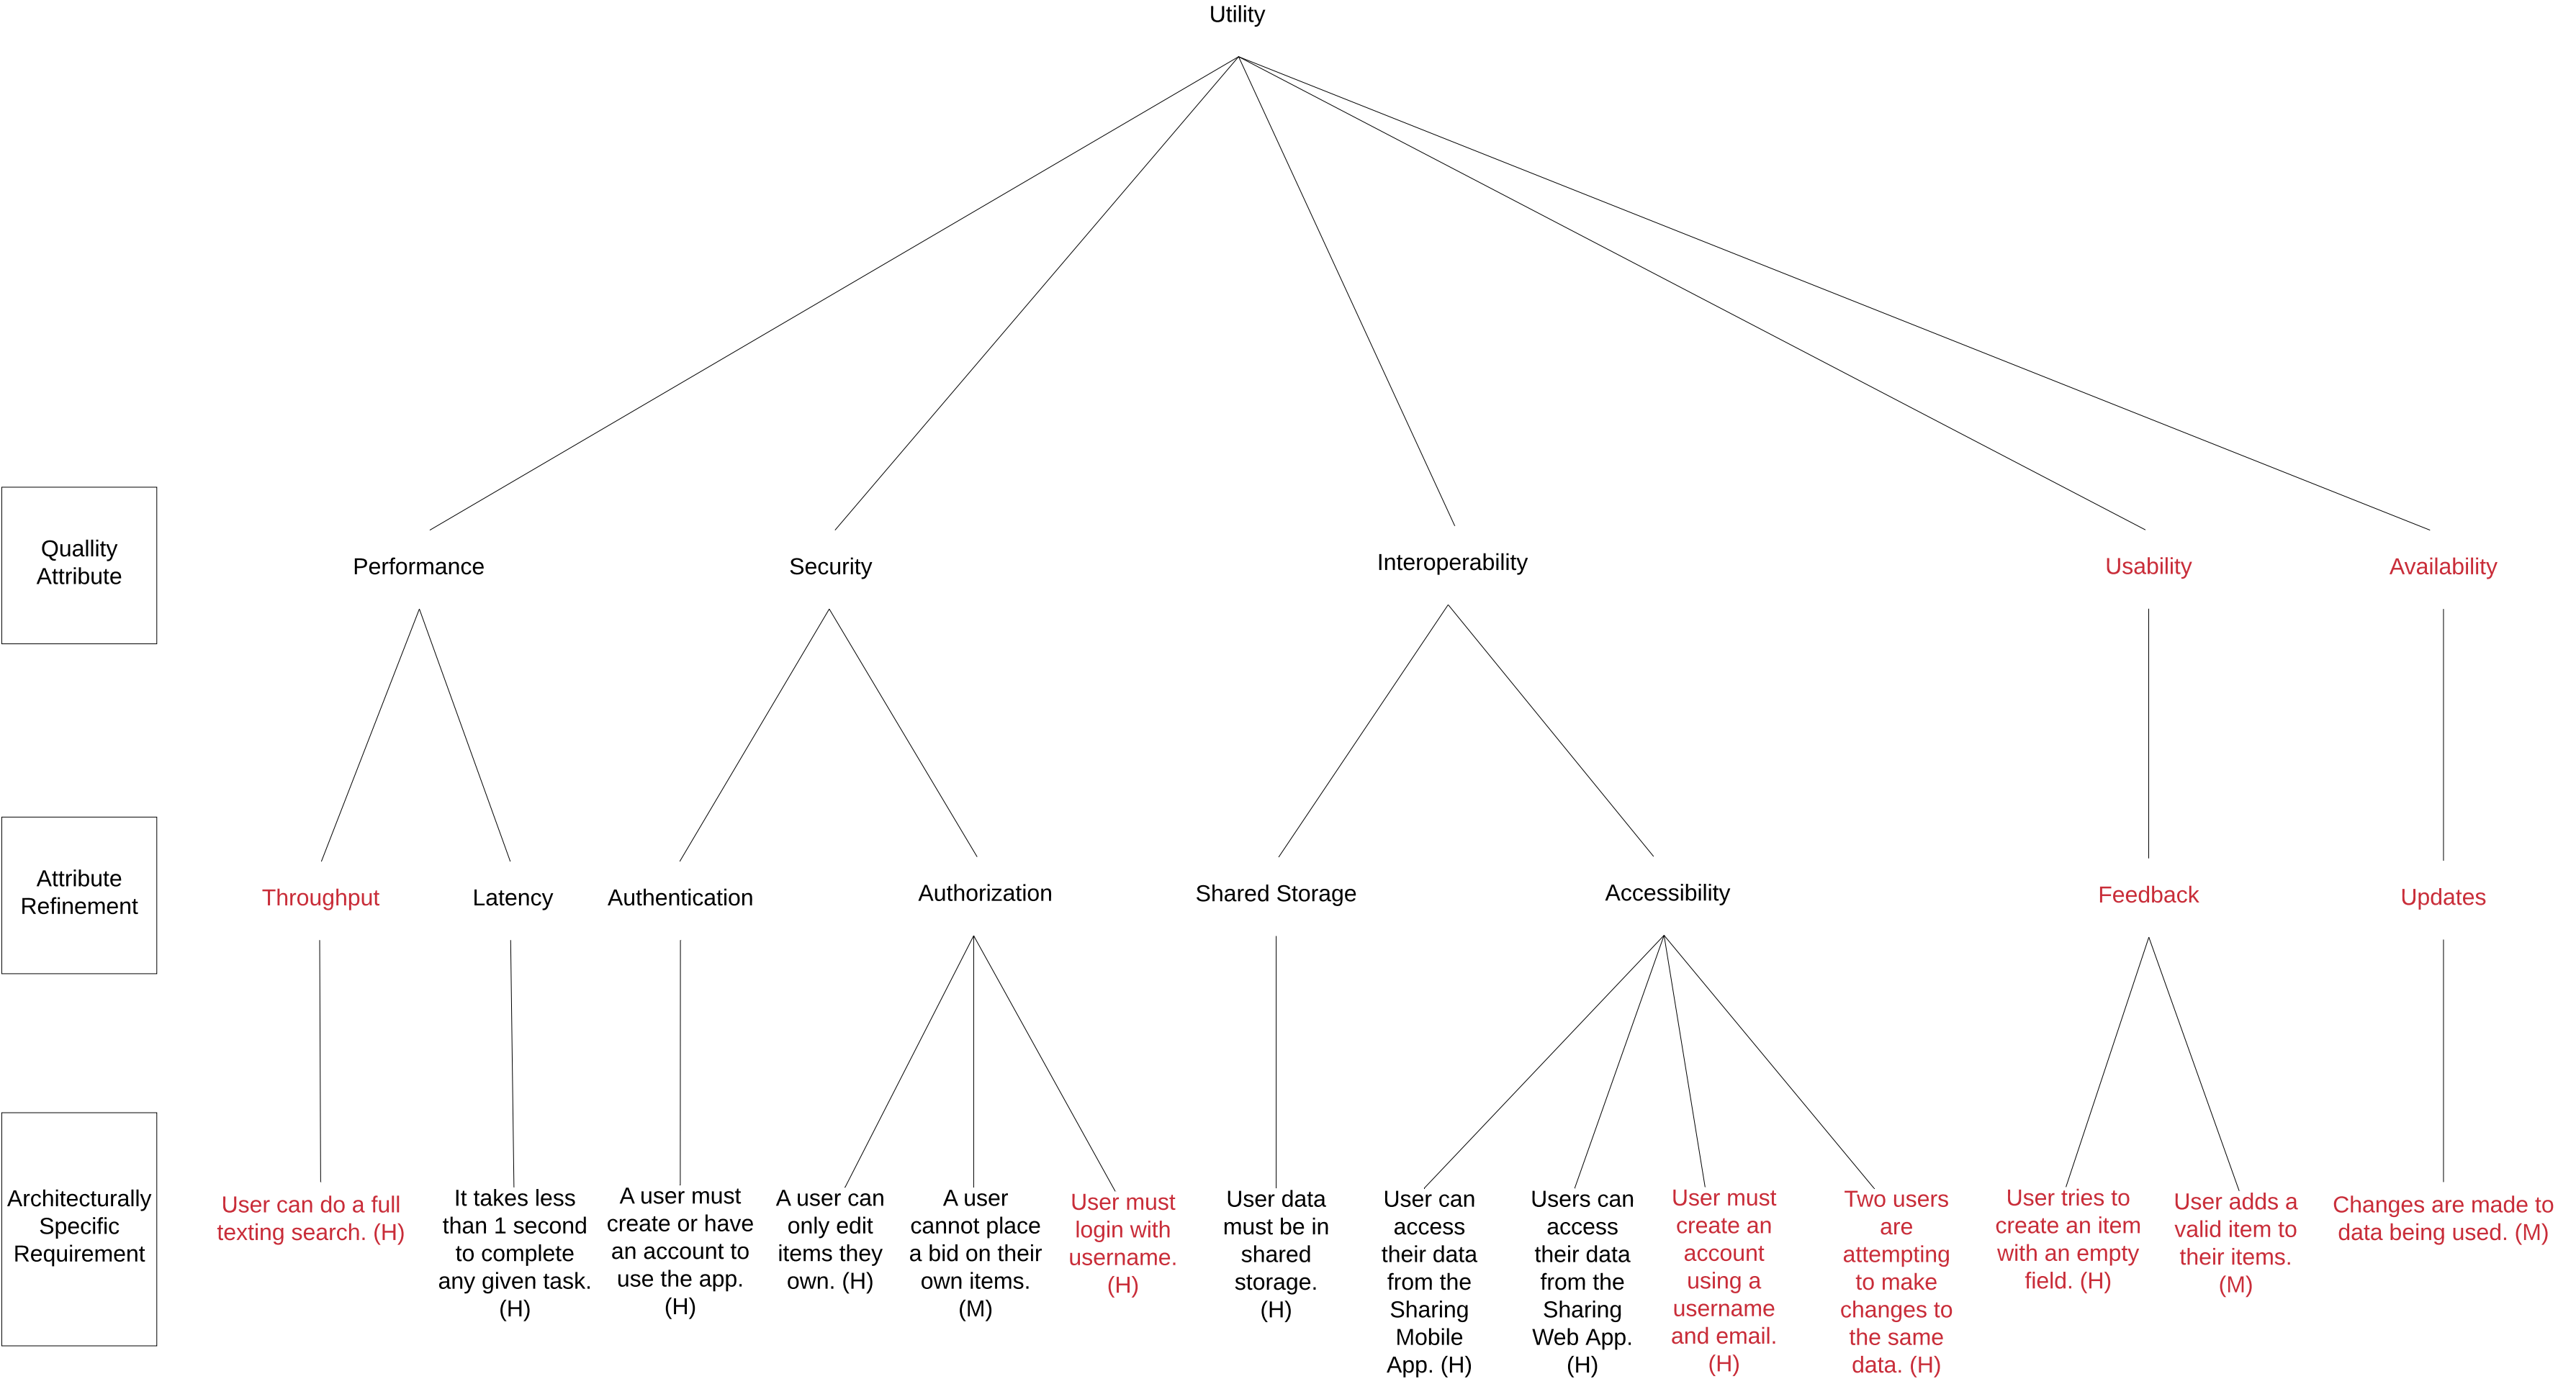 Utility
Quallity
Attribute
Performance
Security
Interoperability
Usability
Availability
Attribute
Refinement
Throughput
Latency
Authentication
Authorization
Shared Storage
Accessibility
Feedback
Updates
Architecturally
Specific
Requirement
User can do a full
texting search. (H)
It takes less
than 1 second
to complete
any given task.
(H)
A user must
create or have
an account to
use the app.
(H)
A user can
only edit
items they
own. (H)
A user
cannot place
a bid on their
own items.
(M)
User must
login with
username.
(H)
User data
must be in
shared
storage.
(H)
User can
access
their data
from the
Sharing
Mobile
App. (H)
Users can
access
their data
from the
Sharing
Web App.
(H)
User must
create an
account
using a
username
and email.
(H)
Two users
are
attempting
to make
changes to
the same
data. (H)
User tries to
create an item
with an empty
field. (H)
User adds a
valid item to
their items.
(M)
Changes are made to
data being used. (M)